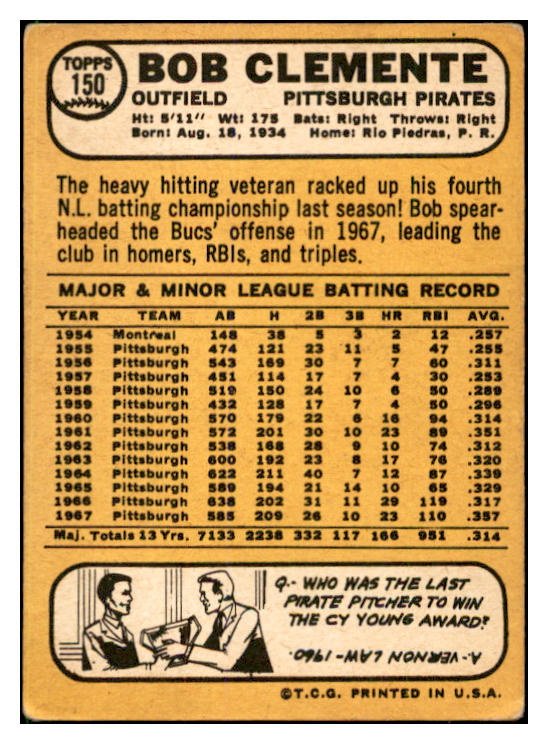 TOPPS
150
BOB CLEMENTE
OUTFIELD PITTSBURGH PIRATES
Ht: 5'11" Wt: 175 Bats: Right Throws: Right
Born: Aug. 18, 1934 Home: Rio Piedras, P. R.
The heavy hitting veteran racked up his fourth
N.L. batting championship last season! Bob spear-
headed the Bucs' offense in 1967, leading the
club in homers, RBIs, and triples.
MAJOR & MINOR LEAGUE BATTING RECORD
YEAR TEAM AB H 2B 3B HR RBI AVG.
1954 Montreal 148 38 5 3 2 12 .257
1955 Pittsburgh 474 121 23 11 5 47 .255
1956 Pittsburgh 543 169 30 7 7 60 .311
1957 Pittsburgh 451 114 17 7 4 30 .253
1958 Pittsburgh 519 150 24 10 6 50 .289
1959 Pittsburgh 432 128 17 7 4 50 .296
1960 Pittsburgh 570 179 22 6 16 94 .314
1961 Pittsburgh 572 201 30 10 23 89 .351
1962 Pittsburgh 538 168 28 9 10 74 .312
1963 Pittsburgh 600 192 23 8 17 76 .320
1964 Pittsburgh 622 211 40 7 12 87 .339
1965 Pittsburgh 589 194 21 14 10 65 .329
1966 Pittsburgh 638 202 31 11 29 119 .317
1967 Pittsburgh 585 209 26 10 23 110 .357
Maj. Totals 13 Yrs. 7133 2238 332 117 166 951 .314
Q.- WHO WAS THE LAST
PIRATE PITCHER TO WIN
THE CY YOUNG AWARD?
A.- VERNON LAW - 1960.
©T.C.G. PRINTED IN U.S.A.